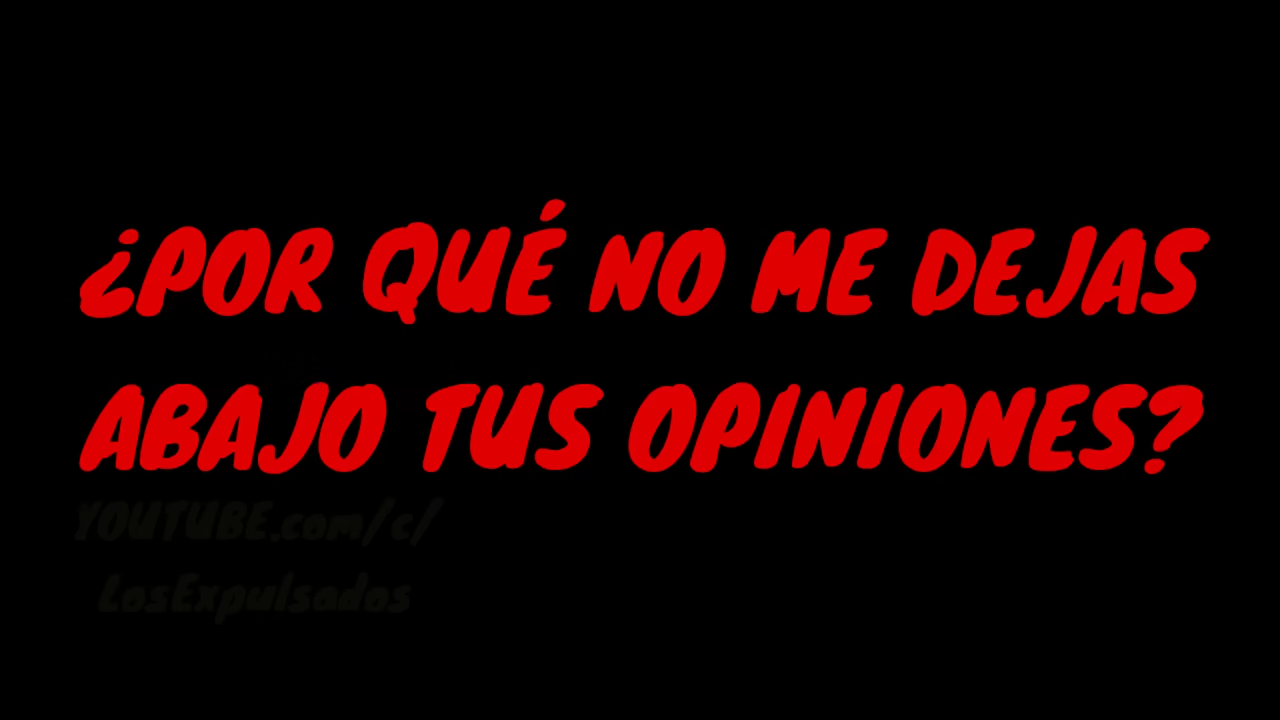 ¿POR QUÉ NO ME DEJAS
ABAJO TUS OPINIONES?
YOUTUBE.com/c/
LosExpulsados